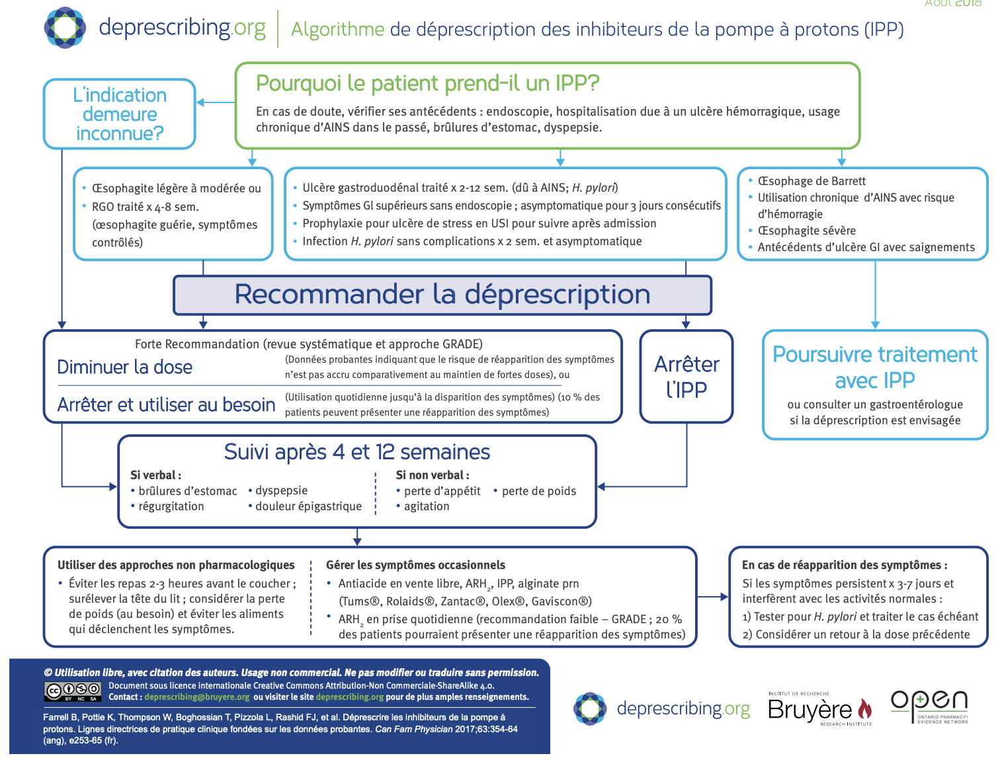 Août 2018
deprescribing.org | Algorithme de déprescription des inhibiteurs de la pompe à protons (IPP)
L'indication
demeure
inconnue?
Pourquoi le patient prend-il un IPP?
En cas de doute, vérifier ses antécédents : endoscopie, hospitalisation due à un ulcère hémorragique, usage
chronique d'AINS dans le passé, brûlures d'estomac, dyspepsie.
• Œsophagite légère à modérée ou
• RGO traité x 4-8 sem.
(œsophagite guérie, symptômes
contrôlés)
• Ulcère gastroduodénal traité x 2-12 sem. (dû à AINS; H. pylori)
• Symptômes GI supérieurs sans endoscopie ; asymptomatique pour 3 jours consécutifs
• Prophylaxie pour ulcère de stress en USI pour suivre après admission
• Infection H. pylori sans complications x 2 sem. et asymptomatique
• Œsophage de Barrett
• Utilisation chronique d'AINS avec risque
d'hémorragie
• Œsophagite sévère
• Antécédents d'ulcère GI avec saignements
Recommander la déprescription
Forte Recommandation (revue systématique et approche GRADE)
Diminuer la dose
(Données probantes indiquant que le risque de réapparition des symptômes
n'est pas accru comparativement au maintien de fortes doses), ou
Arrêter et utiliser au besoin
(Utilisation quotidienne jusqu'à la disparition des symptômes) (10 % des
patients peuvent présenter une réapparition des symptômes)
Arrêter
l'IPP
Poursuivre traitement
avec IPP
ou consulter un gastroentérologue
si la déprescription est envisagée
Suivi après 4 et 12 semaines
Si verbal :
• brûlures d'estomac • dyspepsie
• régurgitation • douleur épigastrique
Si non verbal :
• perte d'appétit • perte de poids
• agitation
Utiliser des approches non pharmacologiques
• Éviter les repas 2-3 heures avant le coucher ;
surélever la tête du lit ; considérer la perte
de poids (au besoin) et éviter les aliments
qui déclenchent les symptômes.
Gérer les symptômes occasionnels
• Antiacide en vente libre, ARH₂, IPP, alginate prn
(Tums®, Rolaids®, Zantac®, Olex®, Gaviscon®)
• ARH₂ en prise quotidienne (recommandation faible – GRADE ; 20 %
des patients pourraient présenter une réapparition des symptômes)
En cas de réapparition des symptômes :
Si les symptômes persistent x 3-7 jours et
interfèrent avec les activités normales :
1) Tester pour H. pylori et traiter le cas échéant
2) Considérer un retour à la dose précédente
© Utilisation libre, avec citation des auteurs. Usage non commercial. Ne pas modifier ou traduire sans permission.
cc BY NC SA
Document sous licence internationale Creative Commons Attribution-Non Commerciale-ShareAlike 4.0.
Contact : deprescribing@bruyere.org ou visiter le site deprescribing.org pour de plus amples renseignements.
Farrell B, Pottie K, Thompson W, Boghossian T, Pizzola L, Rashid FJ, et al. Déprescrire les inhibiteurs de la pompe à
protons. Lignes directrices de pratique clinique fondées sur les données probantes. Can Fam Physician 2017;63:354-64
(ang), e253-65 (fr).
deprescribing.org
INSTITUT DE RECHERCHE
Bruyère
RESEARCH INSTITUTE
open
ONTARIO PHARMACY
EVIDENCE NETWORK